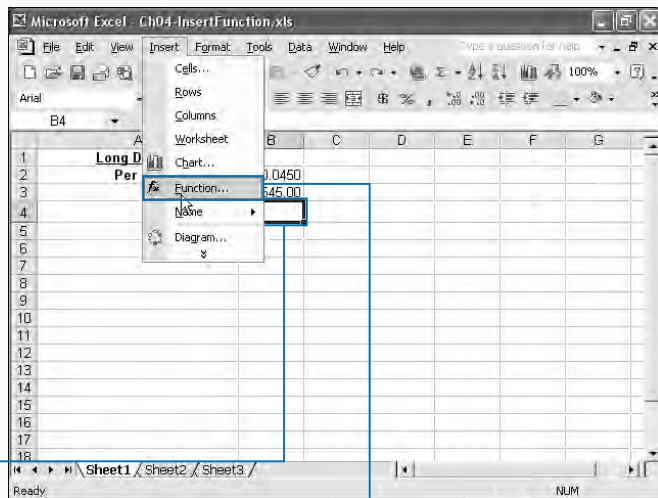 Microsoft Excel - Ch04-InsertFunction.xls
File Edit View Insert Format Tools Data Window Help Type a question for help
Σ 100%
Arial % ,
B4
Cells...
Rows
Columns
Worksheet
Chart...
fx Function...
Name
Diagram...
A B C D E F G
1 Long D
2 Per 0.0450
3 545.00
4
5
6
7
8
9
10
11
12
13
14
15
16
17
18
Sheet1 Sheet2 Sheet3
Ready NUM